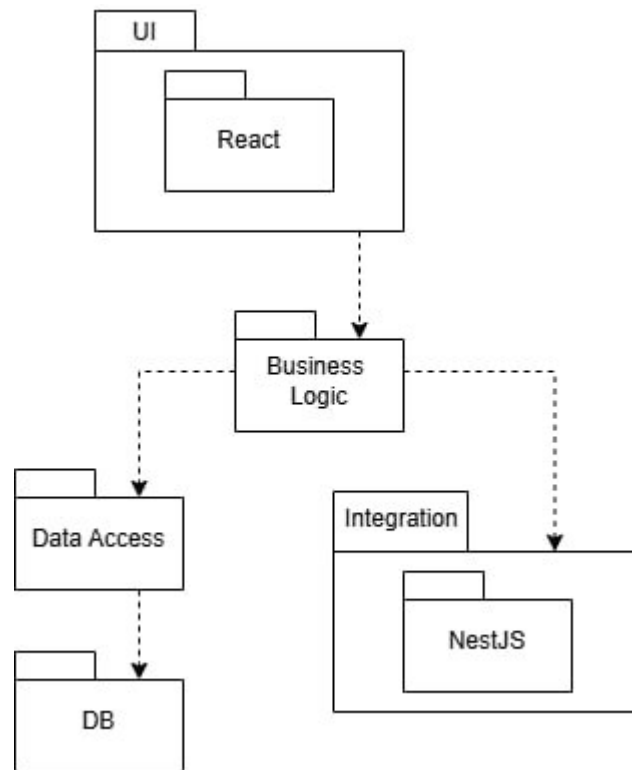 UI
React
Business
Logic
Data Access
Integration
NestJS
DB